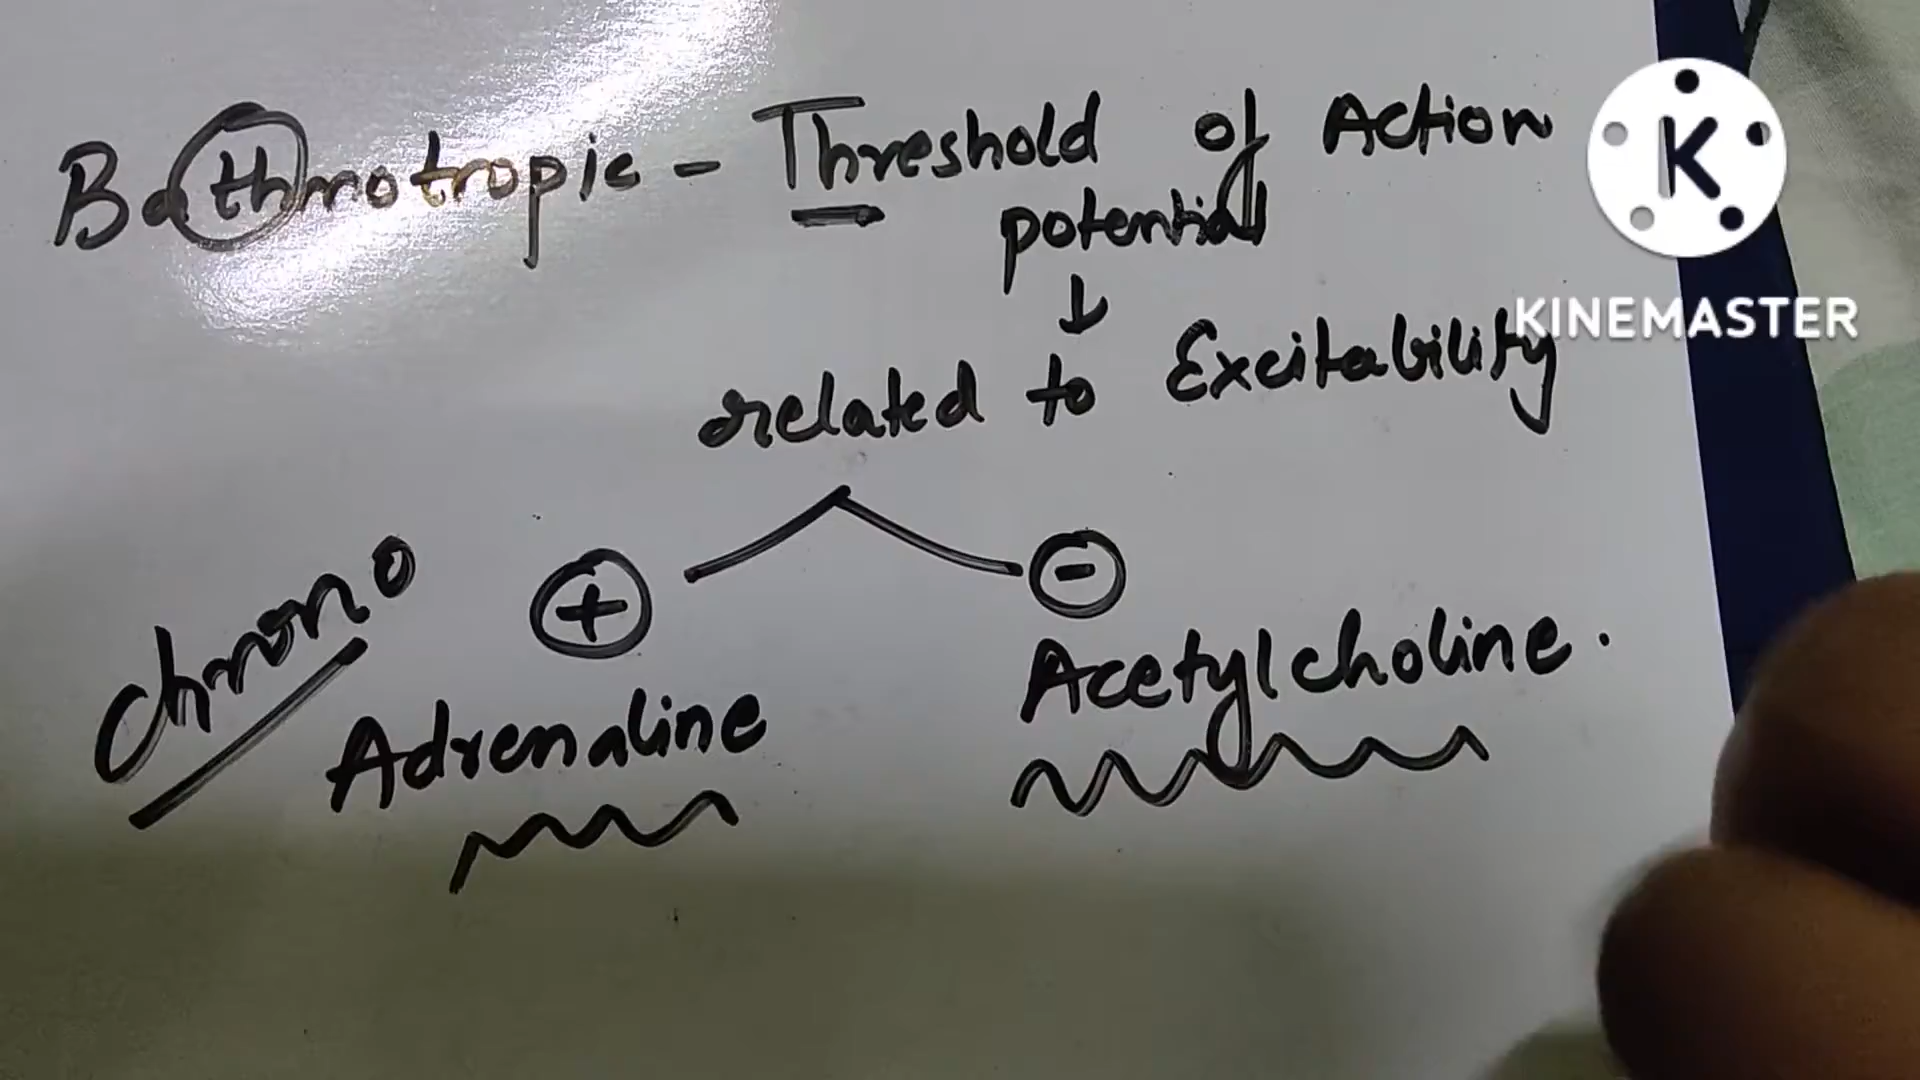 Bathmotropic - Threshold of Action
potential
↓
related to Excitability
+ -
Chrono
Adrenaline Acetylcholine.
K
KINEMASTER